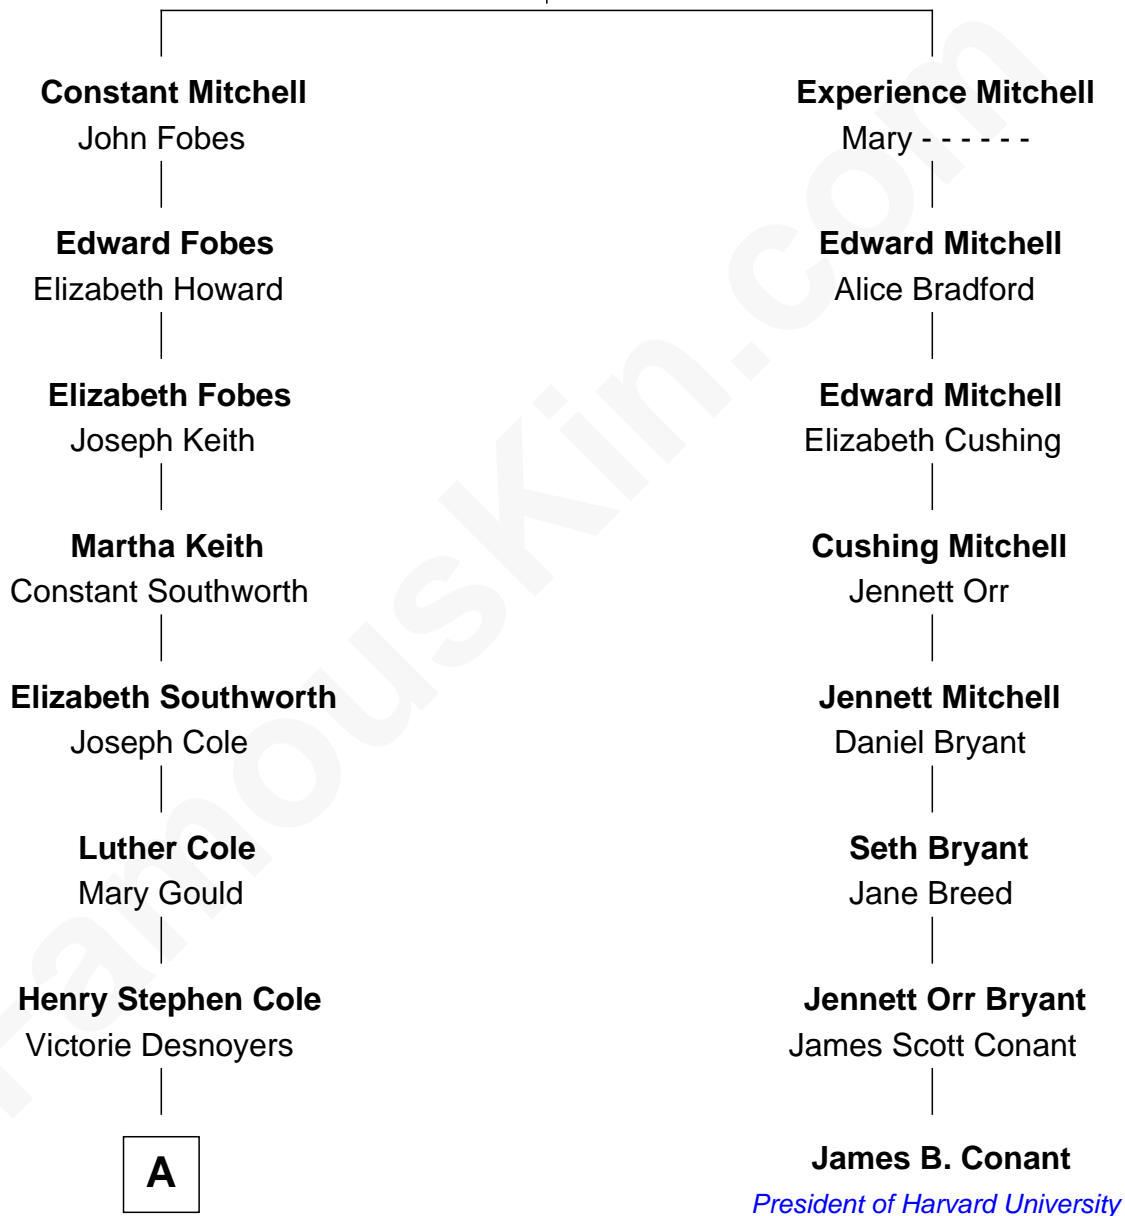 Constant Mitchell
John Fobes
Experience Mitchell
Mary - - - - - -
Edward Fobes
Elizabeth Howard
Edward Mitchell
Alice Bradford
Elizabeth Fobes
Joseph Keith
Edward Mitchell
Elizabeth Cushing
Martha Keith
Constant Southworth
Cushing Mitchell
Jennett Orr
Elizabeth Southworth
Joseph Cole
Jennett Mitchell
Daniel Bryant
Luther Cole
Mary Gould
Seth Bryant
Jane Breed
Henry Stephen Cole
Victorie Desnoyers
Jennett Orr Bryant
James Scott Conant
A
James B. Conant
President of Harvard University
FamousKin.com